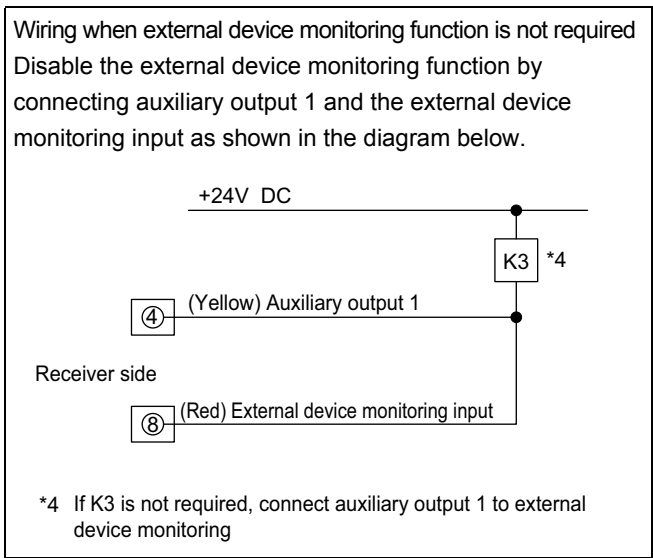 Wiring when external device monitoring function is not required
Disable the external device monitoring function by
connecting auxiliary output 1 and the external device
monitoring input as shown in the diagram below.
+24V DC
K3 *4
④ (Yellow) Auxiliary output 1
Receiver side
⑧ (Red) External device monitoring input
*4 If K3 is not required, connect auxiliary output 1 to external
device monitoring